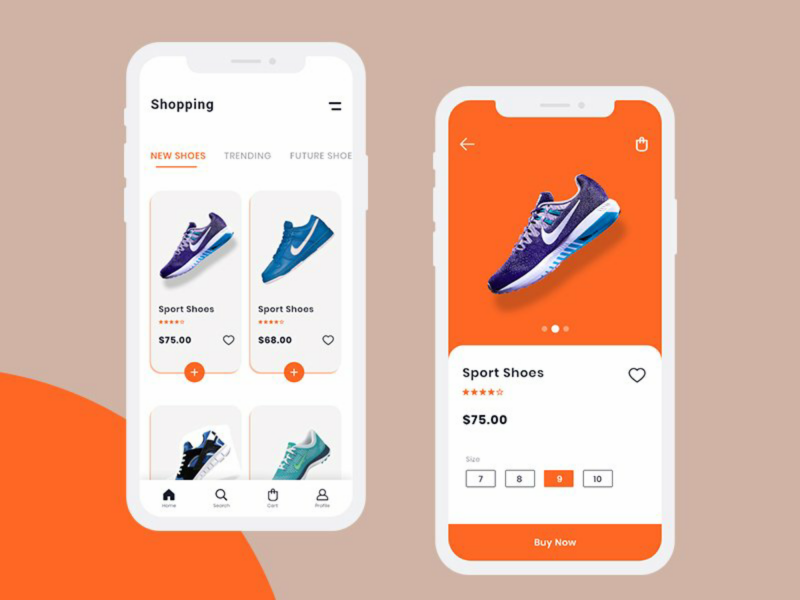 Shopping
NEW SHOES TRENDING FUTURE SHOE
Sport Shoes
★★★★☆
$75.00
+
Sport Shoes
★★★★☆
$68.00
+
Home Search Cart Profile
Sport Shoes
★★★★☆
$75.00
Size
7 8 9 10
Buy Now